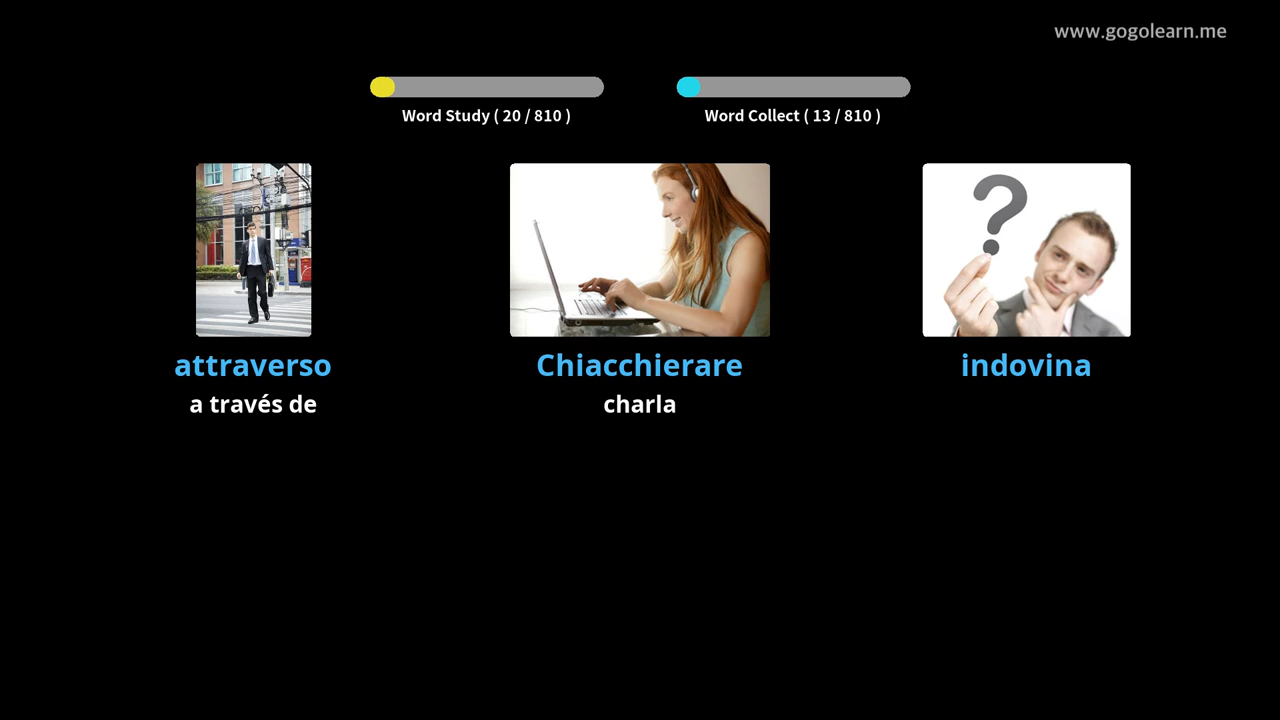 www.gogolearn.me
Word Study ( 20 / 810 )
Word Collect ( 13 / 810 )
attraverso
Chiacchierare
indovina
a través de
charla